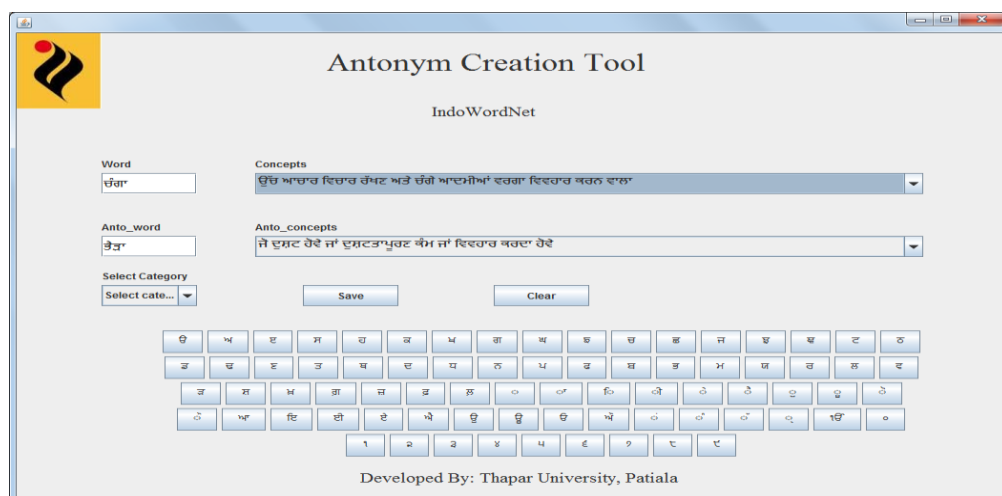 Antonym Creation Tool
IndoWordNet
Word Concepts
ਚੰਗਾ ਉੱਚ ਆਚਾਰ ਵਿਚਾਰ ਰੱਖਣ ਅਤੇ ਚੰਗੇ ਆਦਮੀਆਂ ਵਰਗਾ ਵਿਵਹਾਰ ਕਰਨ ਵਾਲਾ
Anto_word Anto_concepts
ਭੈੜਾ ਜੋ ਦੁਸ਼ਟ ਹੋਵੇ ਜਾਂ ਦੁਸ਼ਟਤਾਪੂਰਣ ਕੰਮ ਜਾਂ ਵਿਵਹਾਰ ਕਰਦਾ ਹੋਵੇ
Select Category
Select cate... Save Clear
ੳ ਅ ੲ ਸ ਹ ਕ ਖ ਗ ਘ ਙ ਚ ਛ ਜ ਝ ਞ ਟ ਠ
ਡ ਢ ਣ ਤ ਥ ਦ ਧ ਨ ਪ ਫ ਬ ਭ ਮ ਯ ਰ ਲ ਵ
ੜ ਸ਼ ਖ਼ ਗ਼ ਜ਼ ਫ਼ ਲ਼ ਾ ਿ ੀ ੇ ੈ ੁ ੂ ੋ
ੌ ਆ ਇ ਈ ਏ ਐ ਉ ਊ ਓ ਔ ੴ ੦
੧ ੨ ੩ ੪ ੫ ੬ ੭ ੮ ੯
Developed By: Thapar University, Patiala